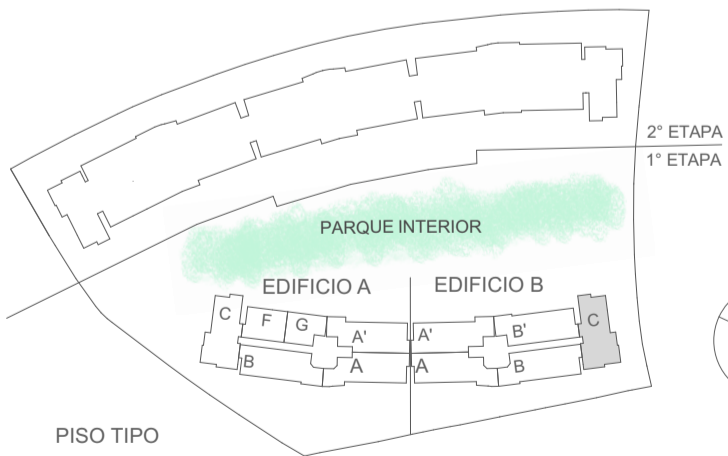 2° ETAPA
1° ETAPA
PARQUE INTERIOR
EDIFICIO A
EDIFICIO B
C
F
G
A'
A'
B'
C
B
A
A
B
PISO TIPO